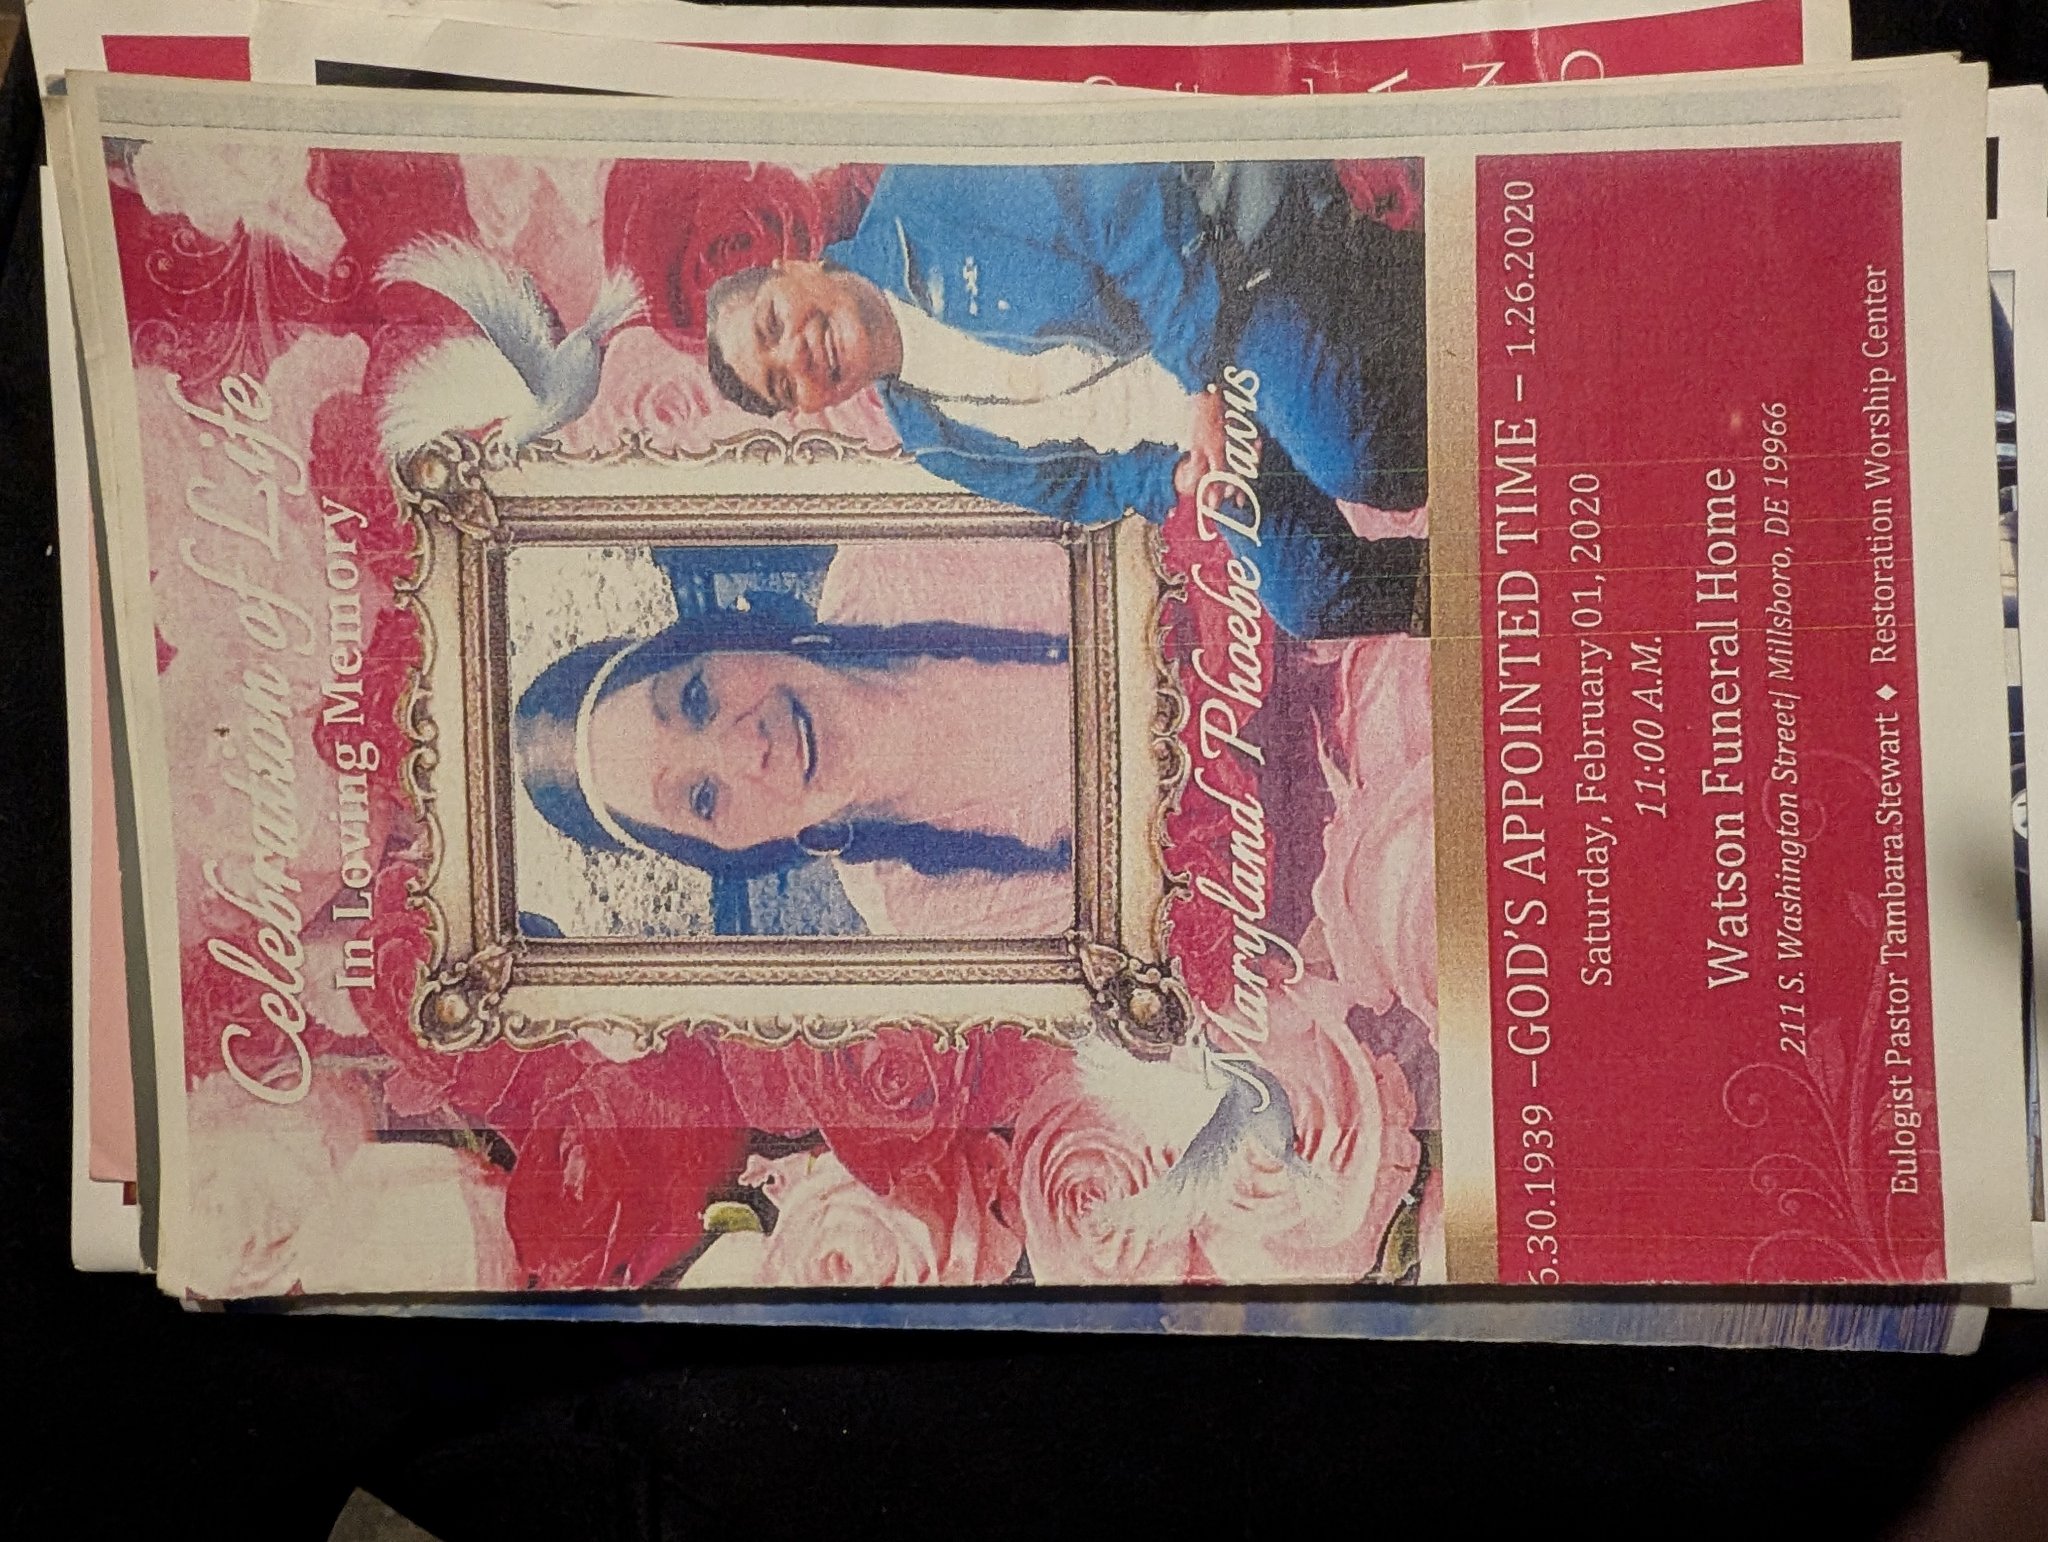 Celebration of Life
In Loving Memory
Maryland Phoebe Davis
6.30.1939 –GOD'S APPOINTED TIME – 1.26.2020
Saturday, February 01, 2020
11:00 A.M.
Watson Funeral Home
211 S. Washington Street/ Millsboro, DE 19966
Eulogist Pastor Tambara Stewart ♦ Restoration Worship Center